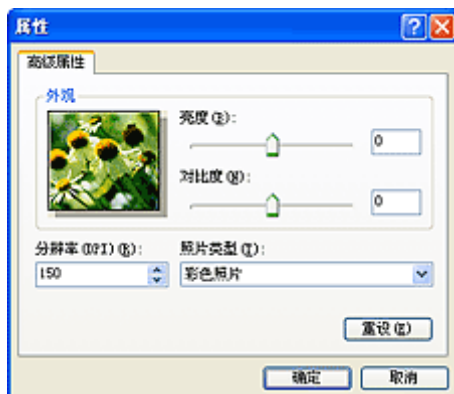 属性
高级属性
外观
亮度(B):
0
对比度(N):
0
分辨率(DPI)(R):
照片类型(T):
150
彩色照片
重设(E)
确定
取消